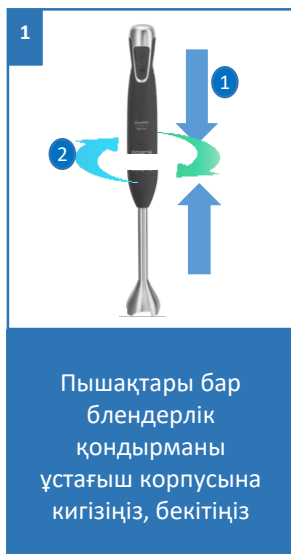 1
1
2
Пышақтары бар
блендерлік
қондырманы
ұстағыш корпусына
кигізіңіз, бекітіңіз